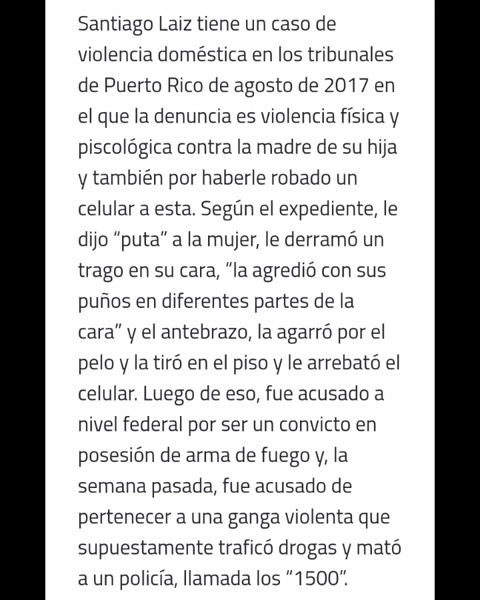 Santiago Laiz tiene un caso de
violencia doméstica en los tribunales
de Puerto Rico de agosto de 2017 en
el que la denuncia es violencia física y
piscológica contra la madre de su hija
y también por haberle robado un
celular a esta. Según el expediente, le
dijo “puta” a la mujer, le derramó un
trago en su cara, “la agredió con sus
puños en diferentes partes de la
cara” y el antebrazo, la agarró por el
pelo y la tiró en el piso y le arrebató el
celular. Luego de eso, fue acusado a
nivel federal por ser un convicto en
posesión de arma de fuego y, la
semana pasada, fue acusado de
pertenecer a una ganga violenta que
supuestamente traficó drogas y mató
a un policía, llamada los “1500”.